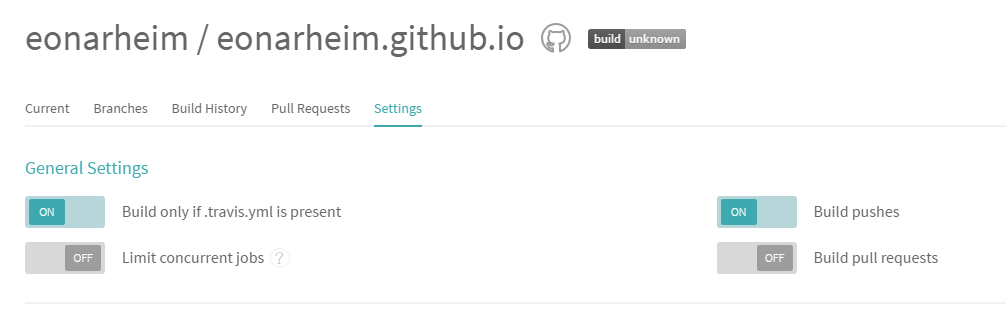 eonarheim / eonarheim.github.io build unknown
Current Branches Build History Pull Requests Settings
General Settings
ON Build only if .travis.yml is present ON Build pushes
OFF Limit concurrent jobs ? OFF Build pull requests